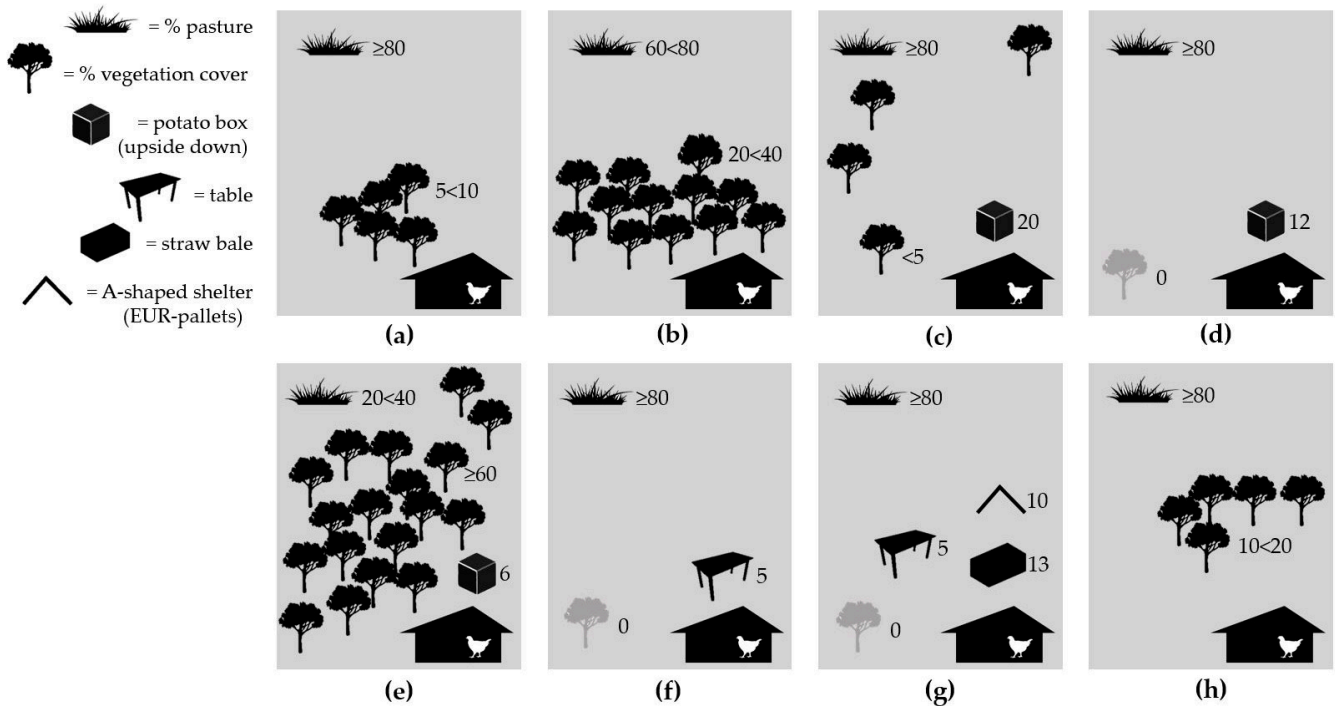 = % pasture
= % vegetation cover
= potato box
(upside down)
= table
= straw bale
= A-shaped shelter
(EUR-pallets)
≥80
5<10
(a)
60<80
20<40
(b)
≥80
20
<5
(c)
≥80
12
0
(d)
20<40
≥60
6
(e)
≥80
5
0
(f)
≥80
10
5
13
0
(g)
≥80
10<20
(h)